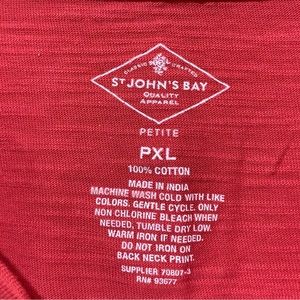 CLASSIC CRAFTED
ST JOHN'S BAY
QUALITY
APPAREL
PETITE
PXL
100% COTTON
MADE IN INDIA
MACHINE WASH COLD WITH LIKE
COLORS. GENTLE CYCLE. ONLY
NON CHLORINE BLEACH WHEN
NEEDED, TUMBLE DRY LOW.
WARM IRON IF NEEDED.
DO NOT IRON ON
BACK NECK PRINT.
SUPPLIER 70807-3
RN# 93677